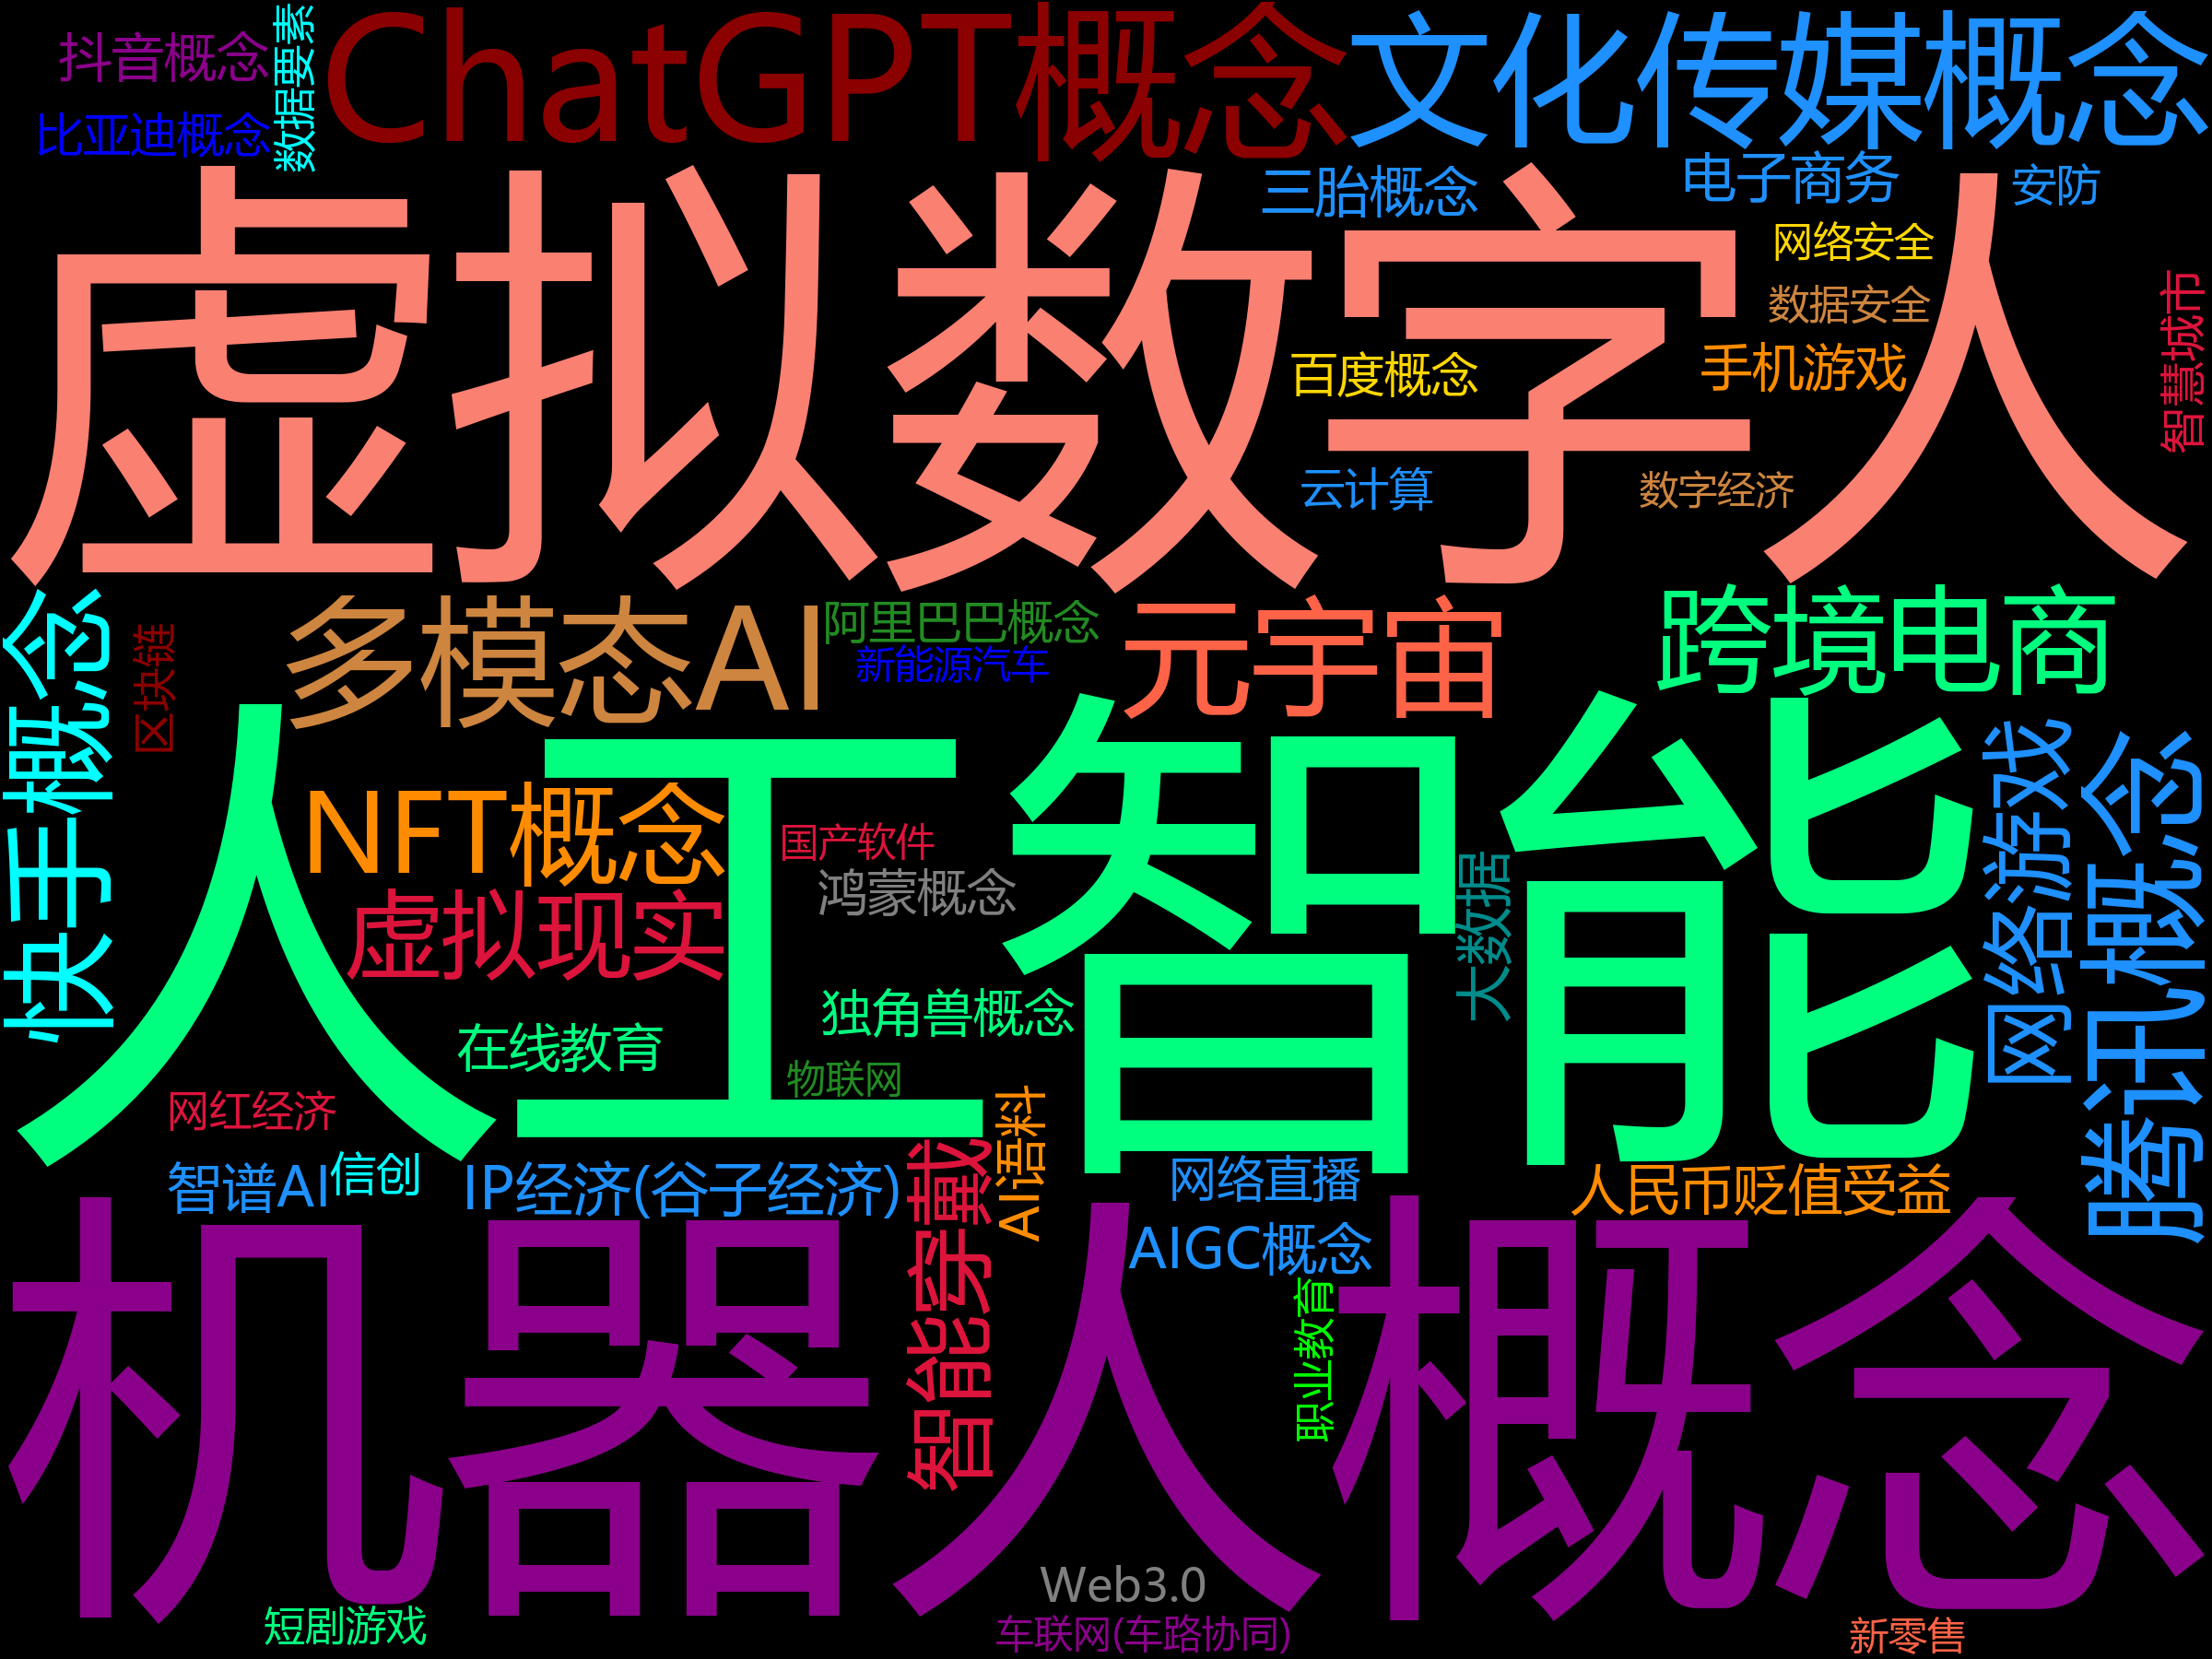 抖音概念
数据要素
ChatGPT概念
文化传媒概念
比亚迪概念
虚拟数字人
三胎概念
电子商务
安防
网络安全
数据安全
智慧城市
百度概念
手机游戏
云计算
数字经济
快手概念
区块链
多模态AI
阿里巴巴概念
新能源汽车
元宇宙
跨境电商
人工智能
NFT概念
国产软件
鸿蒙概念
虚拟现实
大数据
网络游戏
腾讯概念
独角兽概念
在线教育
物联网
网红经济
智谱AI
信创
IP经济(谷子经济)
智能穿戴
AI语料
网络直播
人民币贬值受益
AIGC概念
机器人概念
职业教育
Web3.0
短剧游戏
车联网(车路协同)
新零售